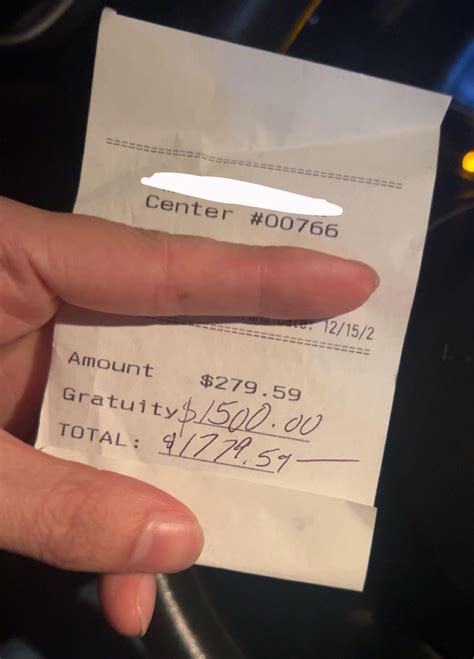 Center #00766
12/15/2
Amount $279.59
Gratuity $1500.00
TOTAL: $1779.59